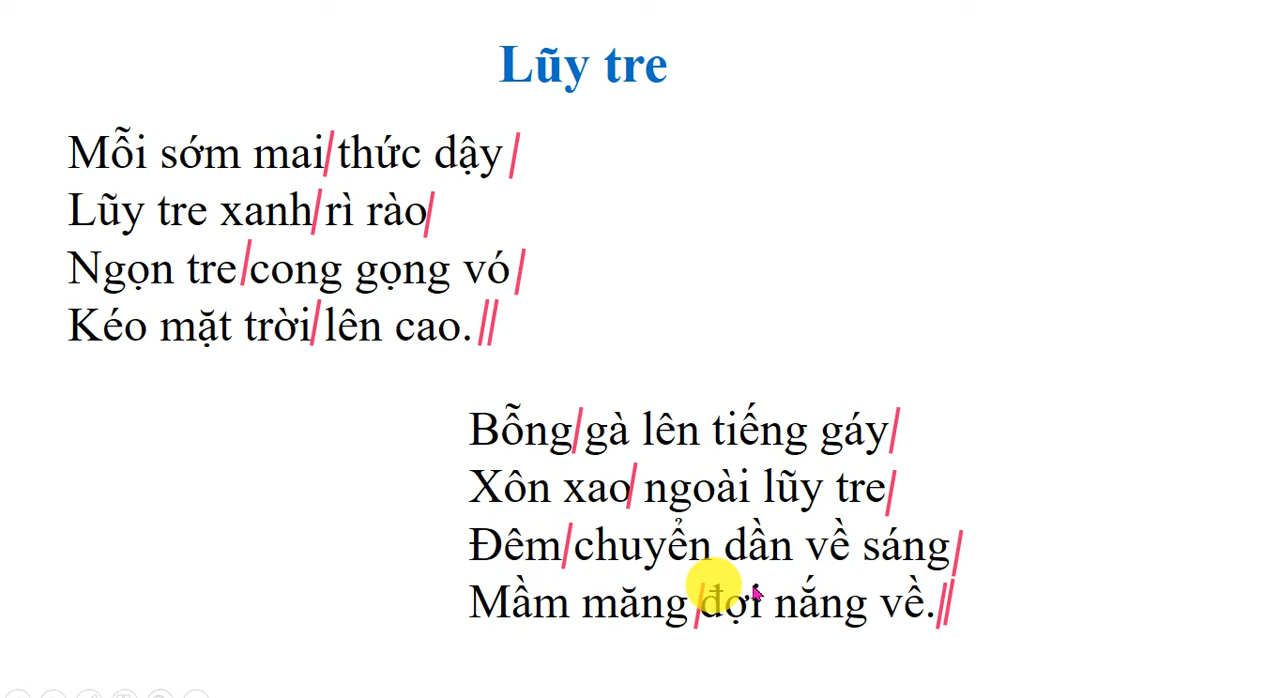 Lũy tre
Mỗi sớm mai/ thức dậy /
Lũy tre xanh/ rì rào/
Ngọn tre/ cong gọng vó/
Kéo mặt trời/ lên cao.//
Bỗng/ gà lên tiếng gáy/
Xôn xao/ ngoài lũy tre/
Đêm/ chuyển dần về sáng/
Mầm măng/ đợi nắng về.//